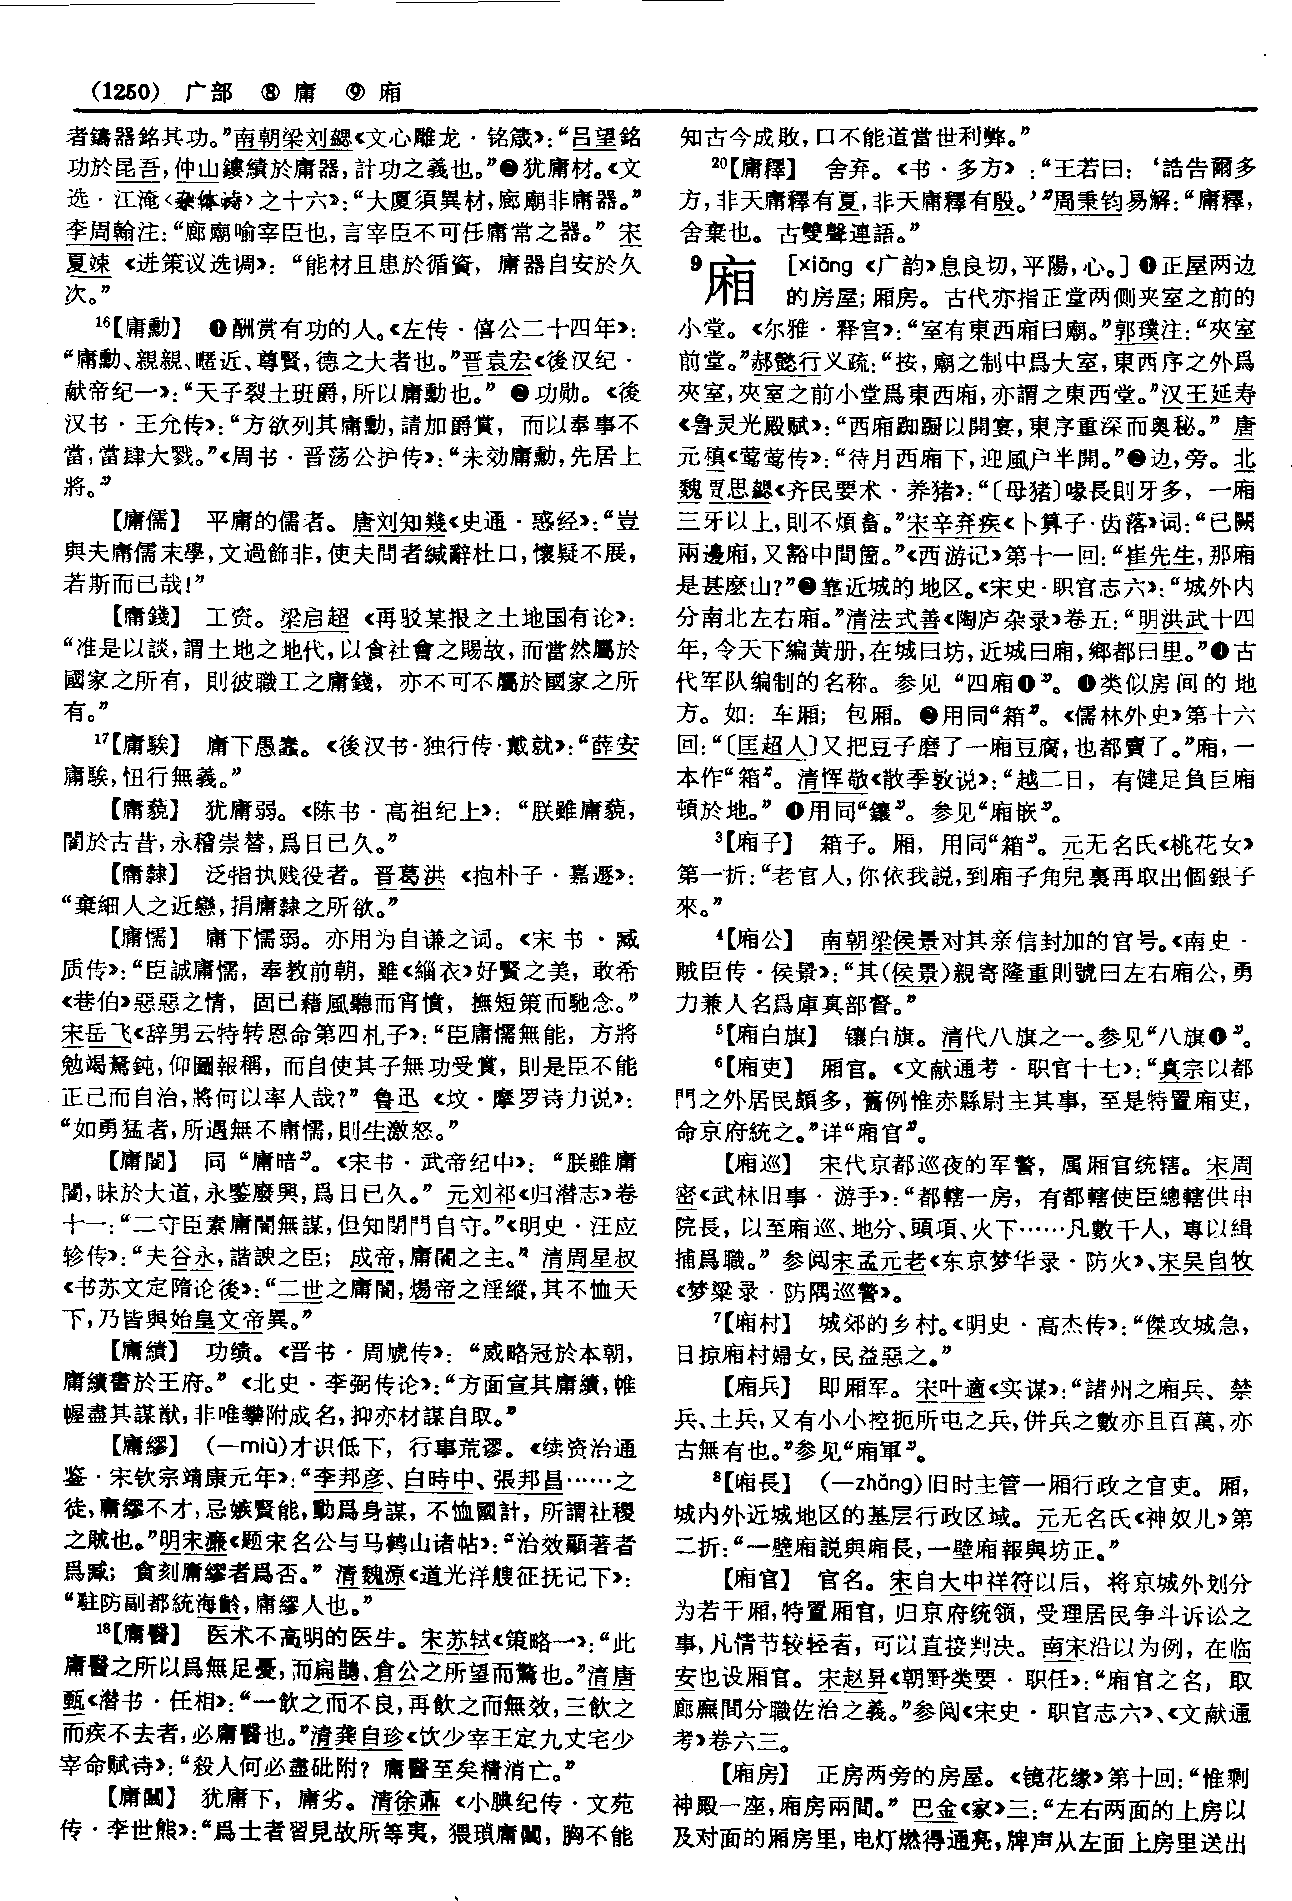 (1250) 广部 ⑧庸 ⑨廂
者鑄器銘其功。”南朝梁刘勰《文心雕龙·铭箴》：“吕望銘
功於昆吾，仲山鏤績於庸器，計功之義也。”❷犹庸材。《文
选·江淹〈杂体诗〉之十六》：“大廈須異材，廊廟非庸器。”
李周翰注：“廊廟喻宰臣也，言宰臣不可任庸常之器。” 宋
夏竦《进策议选调》：“能材且患於循資，庸器自安於久
次。”
16【庸勳】 ❶酬赏有功的人。《左传·僖公二十四年》：
“庸勳、親親、暱近、尊賢，德之大者也。”晋袁宏《後汉纪·
献帝纪一》：“天子裂土班爵，所以庸勳也。” ❷功勋。《後
汉书·王允传》：“方欲列其庸勳，請加爵賞，而以奉事不
當，當肆大戮。”《周书·晋荡公护传》：“未効庸勳，先居上
將。”
【庸儒】 平庸的儒者。唐刘知幾《史通·惑经》：“豈
與夫庸儒末學，文過飾非，使夫問者緘辭杜口，懷疑不展，
若斯而已哉！”
【庸錢】 工资。梁启超《再驳某报之土地国有论》：
“准是以談，謂土地之地代，以食社會之賜故，而當然屬於
國家之所有，則彼職工之庸錢，亦不可不屬於國家之所
有。”
17【庸騃】 庸下愚蠢。《後汉书·独行传·戴就》：“薛安
庸騃，忸行無義。”
【庸藐】 犹庸弱。《陈书·高祖纪上》：“朕雖庸藐，
闇於古昔，永稽崇替，爲日已久。”
【庸隸】 泛指执贱役者。晋葛洪《抱朴子·嘉遯》：
“棄細人之近戀，捐庸隸之所欲。”
【庸懦】 庸下懦弱。亦用为自谦之词。《宋书·臧
质传》：“臣誠庸懦，奉教前朝，雖《緇衣》好賢之美，敢希
《巷伯》惡惡之情，固已藉風聽而宵憤，撫短策而馳念。”
宋岳飞《辞男云特转恩命第四札子》：“臣庸懦無能，方將
勉竭駑鈍，仰圖報稱，而自使其子無功受賞，則是臣不能
正己而自治，將何以率人哉？” 鲁迅《坟·摩罗诗力说》：
“如勇猛者，所遇無不庸懦，則生激怒。”
【庸闇】 同“庸暗”。《宋书·武帝纪中》：“朕雖庸
闇，昧於大道，永鑒廢興，爲日已久。” 元刘祁《归潜志》卷
十一：“二守臣素庸闇無謀，但知閉門自守。”《明史·汪应
轸传》：“夫谷永，諧諛之臣；成帝，庸闇之主。” 清周星叔
《书苏文定隋论後》：“二世之庸闇，煬帝之淫縱，其不恤天
下，乃皆與始皇文帝異。”
【庸績】 功绩。《晋书·周虓传》：“威略冠於本朝，
庸績書於王府。”《北史·李弼传论》：“方面宣其庸績，帷
幄盡其謀猷，非唯攀附成名，抑亦材謀自取。”
【庸繆】 (—miù)才识低下，行事荒谬。《续资治通
鉴·宋钦宗靖康元年》：“李邦彦、白時中、張邦昌……之
徒，庸繆不才，忌嫉賢能，動爲身謀，不恤國計，所謂社稷
之賊也。”明宋濂《题宋名公与马鹤山诸帖》：“治效顯著者
爲臧；食刻庸繆者爲否。” 清魏源《道光洋艘征抚记下》：
“駐防副都統海齡，庸繆人也。”
18【庸醫】 医术不高明的医生。宋苏轼《策略一》：“此
庸醫之所以爲無足憂，而扁鵲、倉公之所望而驚也。”清唐
甄《潜书·任相》：“一飲之而不良，再飲之而無效，三飲之
而疾不去者，必庸醫也。”清龚自珍《饮少宰王定九丈宅少
宰命赋诗》：“殺人何必盡砒附？庸醫至矣精消亡。”
【庸闒】 犹庸下，庸劣。清徐鼒《小腆纪传·文苑
传·李世熊》：“爲士者習見故所等夷，猥瑣庸闒，胸不能
知古今成敗，口不能道當世利弊。”
20【庸釋】 舍弃。《书·多方》：“王若曰：‘誥告爾多
方，非天庸釋有夏，非天庸釋有殷。’”周秉钧易解：“庸釋，
舍棄也。古雙聲連語。”
9廂 [xiāng《广韵》息良切，平陽，心。]❶正屋两边
的房屋；厢房。古代亦指正堂两侧夹室之前的
小堂。《尔雅·释宫》：“室有東西廂曰廟。”郭璞注：“夾室
前堂。”郝懿行义疏：“按，廟之制中爲大室，東西序之外爲
夾室，夾室之前小堂爲東西廂，亦謂之東西堂。”汉王延寿
《鲁灵光殿赋》：“西廂踟躕以閑宴，東序重深而奥秘。” 唐
元稹《莺莺传》：“待月西廂下，迎風户半開。”❷边，旁。北
魏贾思勰《齐民要术·养猪》：“〔母猪〕喙長則牙多，一廂
三牙以上，則不煩畜。”宋辛弃疾《卜算子·齿落》词：“已闕
兩邊廂，又豁中間箇。”《西游记》第十一回：“崔先生，那廂
是甚麽山？”❸靠近城的地区。《宋史·职官志六》：“城外内
分南北左右廂。”清法式善《陶庐杂录》卷五：“明洪武十四
年，令天下編黄册，在城曰坊，近城曰廂，鄉都曰里。”❹古
代军队编制的名称。参见“四厢❶”。❺类似房间的地
方。如：车厢；包厢。❻用同“箱”。《儒林外史》第十六
回：“〔匡超人〕又把豆子磨了一廂豆腐，也都賣了。”廂，一
本作“箱”。清恽敬《散季敦说》：“越二日，有健足負巨廂
頓於地。” ❼用同“鑲”。参见“廂嵌”。
3【廂子】 箱子。厢，用同“箱”。元无名氏《桃花女》
第一折：“老官人，你依我説，到廂子角兒裏再取出個銀子
來。”
4【廂公】 南朝梁侯景对其亲信封加的官号。《南史·
贼臣传·侯景》：“其(侯景)親寄隆重則號曰左右廂公，勇
力兼人名爲庫真部督。”
5【廂白旗】 镶白旗。清代八旗之一。参见“八旗❶”。
6【廂吏】 厢官。《文献通考·职官十七》：“真宗以都
門之外居民頗多，舊例惟赤縣尉主其事，至是特置廂吏，
命京府統之。”详“廂官”。
【廂巡】 宋代京都巡夜的军警，属厢官统辖。宋周
密《武林旧事·游手》：“都轄一房，有都轄使臣總轄供申
院長，以至廂巡、地分、頭項、火下……凡數千人，專以緝
捕爲職。” 参阅宋孟元老《东京梦华录·防火》、宋吴自牧
《梦粱录·防隅巡警》。
7【廂村】 城郊的乡村。《明史·高杰传》：“傑攻城急，
日掠廂村婦女，民益惡之。”
【廂兵】 即厢军。宋叶適《实谋》：“諸州之廂兵、禁
兵、土兵，又有小小控扼所屯之兵，併兵之數亦且百萬，亦
古無有也。”参见“廂軍”。
8【廂長】 (—zhǎng)旧时主管一厢行政之官吏。厢，
城内外近城地区的基层行政区域。元无名氏《神奴儿》第
二折：“一壁廂説與廂長，一壁廂報與坊正。”
【廂官】 官名。宋自大中祥符以后，将京城外划分
为若干厢，特置厢官，归京府统领，受理居民争斗诉讼之
事，凡情节较轻者，可以直接判决。南宋沿以为例，在临
安也设厢官。宋赵昇《朝野类要·职任》：“廂官之名，取
廊廡間分職佐治之義。”参阅《宋史·职官志六》、《文献通
考》卷六三。
【廂房】 正房两旁的房屋。《镜花缘》第十回：“惟剩
神殿一座，廂房兩間。” 巴金《家》三：“左右两面的上房以
及对面的厢房里，电灯燃得通亮，牌声从左面上房里送出